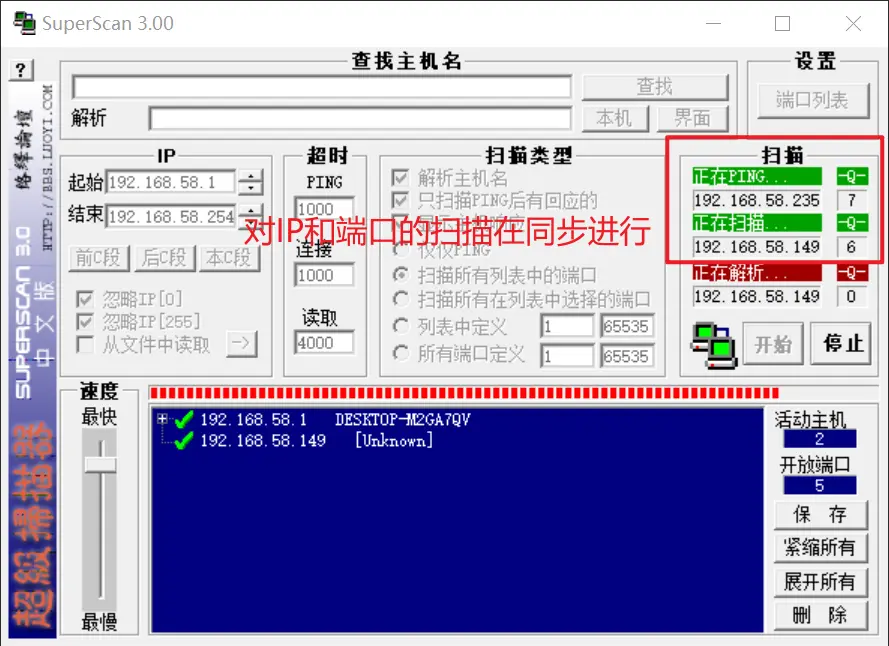 SuperScan 3.00
?
查找主机名
查找
解析
本机
界面
设置
端口列表
IP
起始 192.168.58.1
结束 192.168.58.254
前C段 后C段 本C段
忽略IP[0]
忽略IP[255]
从文件中读取 ->
超时
PING
1000
连接
1000
读取
4000
扫描类型
解析主机名
只扫描PING后有回应的
仅仅PING
扫描所有列表中的端口
扫描所有在列表中选择的端口
列表中定义 1 65535
所有端口定义 1 65535
对IP和端口的扫描在同步进行
扫描
正在PING... -Q-
192.168.58.235 7
正在扫描... -Q-
192.168.58.149 6
正在解析... -Q-
192.168.58.149 0
开始 停止
速度
最快
最慢
192.168.58.1 DESKTOP-M2GA7QV
192.168.58.149 [Unknown]
活动主机
2
开放端口
5
保 存
紧缩所有
展开所有
删 除
HTTP://BBS.LUOYI.COM
SUPERSCAN 3.0
中文版
超級掃描器